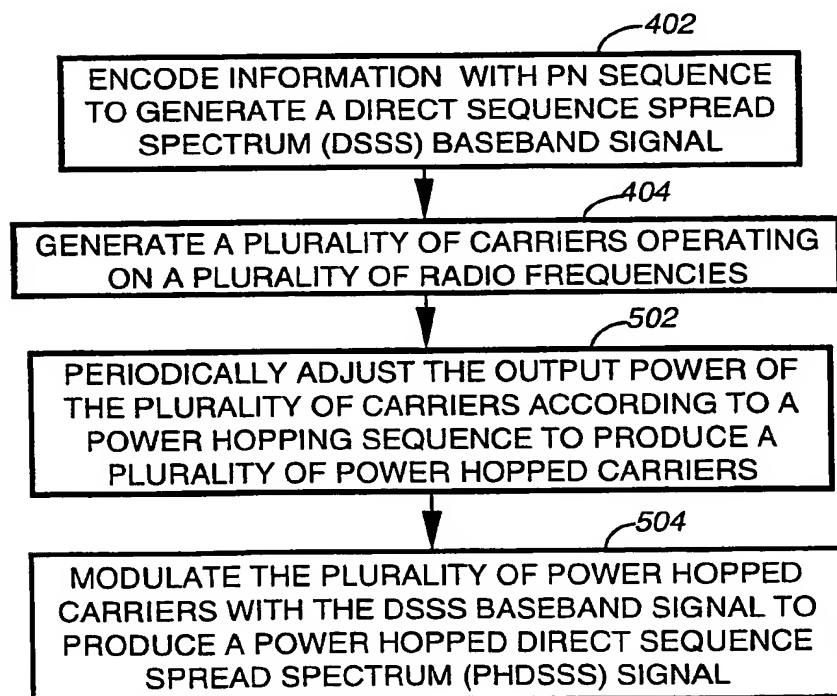 402
ENCODE INFORMATION WITH PN SEQUENCE
TO GENERATE A DIRECT SEQUENCE SPREAD
SPECTRUM (DSSS) BASEBAND SIGNAL
404
GENERATE A PLURALITY OF CARRIERS OPERATING
ON A PLURALITY OF RADIO FREQUENCIES
502
PERIODICALLY ADJUST THE OUTPUT POWER OF
THE PLURALITY OF CARRIERS ACCORDING TO A
POWER HOPPING SEQUENCE TO PRODUCE A
PLURALITY OF POWER HOPPED CARRIERS
504
MODULATE THE PLURALITY OF POWER HOPPED
CARRIERS WITH THE DSSS BASEBAND SIGNAL TO
PRODUCE A POWER HOPPED DIRECT SEQUENCE
SPREAD SPECTRUM (PHDSSS) SIGNAL